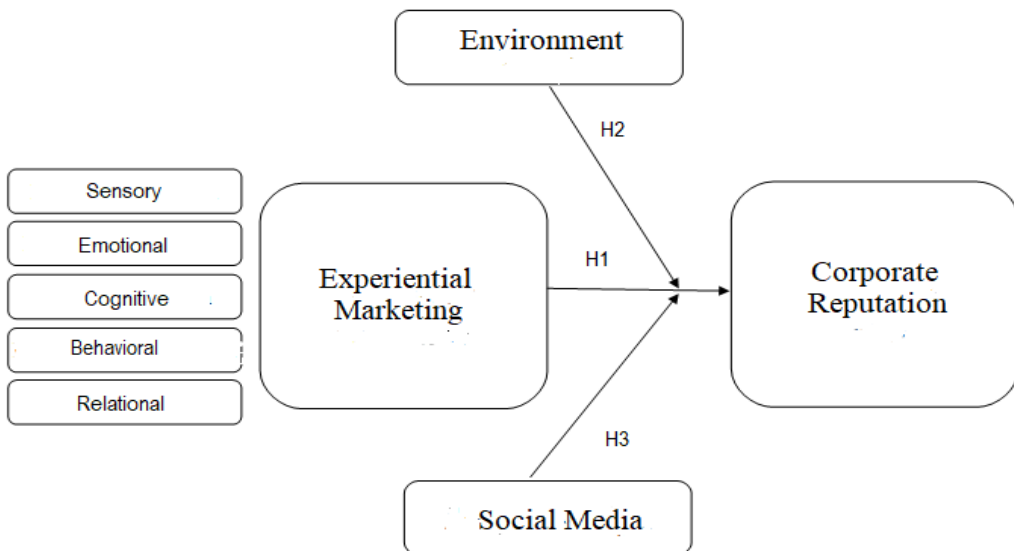 Environment
H2
Sensory
Emotional
Cognitive
Behavioral
Relational
Experiential
Marketing
H1
Corporate
Reputation
H3
Social Media